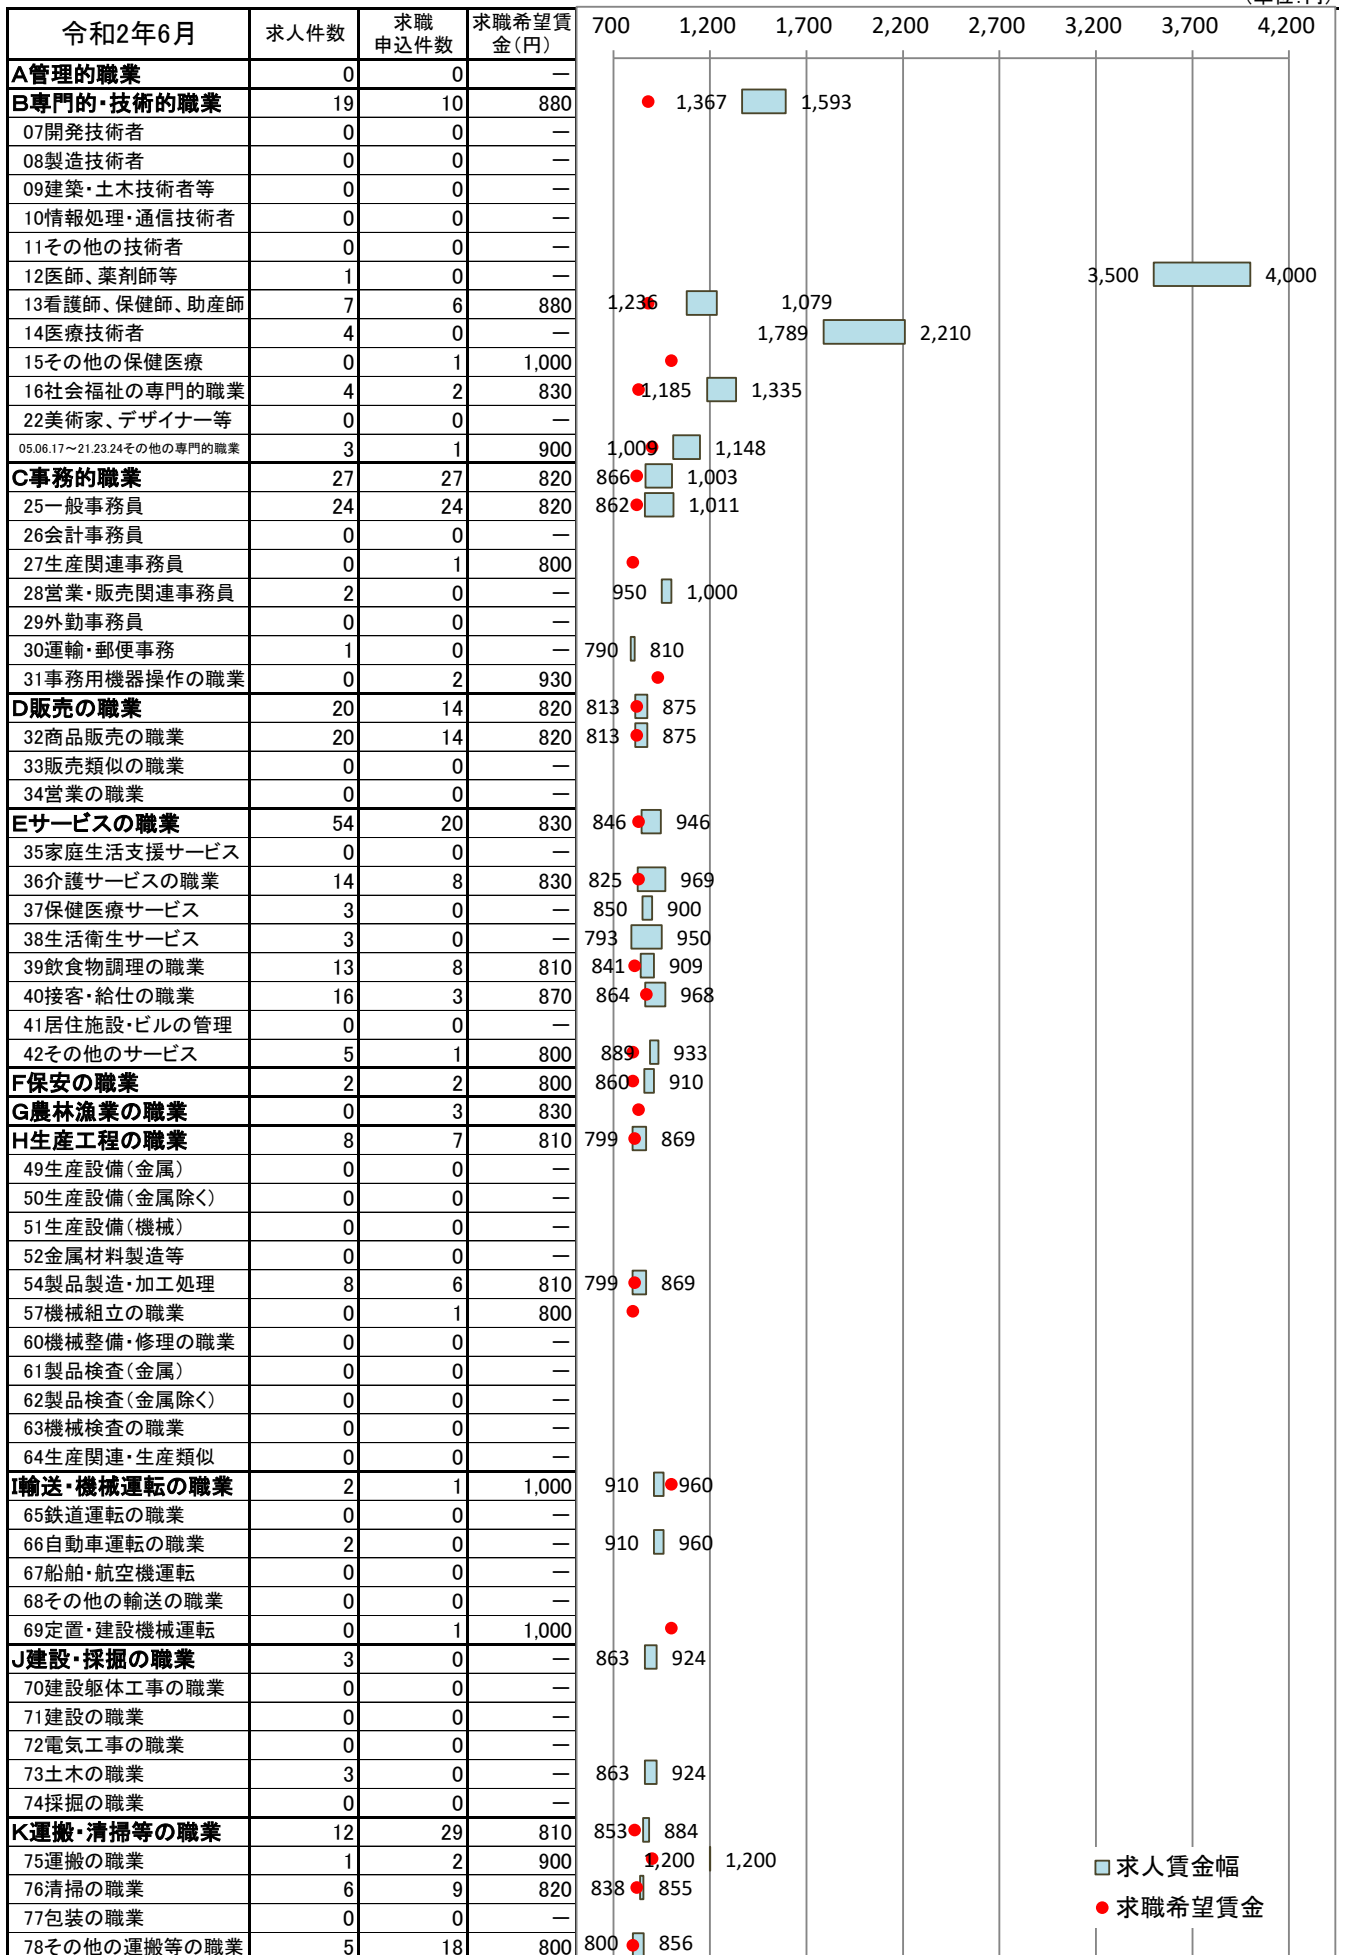 (単位:円)
令和2年6月 求人件数 求職申込件数 求職希望賃金(円) 700 1,200 1,700 2,200 2,700 3,200 3,700 4,200
A管理的職業 0 0 ―
B専門的・技術的職業 19 10 880 1,367 1,593
07開発技術者 0 0 ―
08製造技術者 0 0 ―
09建築・土木技術者等 0 0 ―
10情報処理・通信技術者 0 0 ―
11その他の技術者 0 0 ―
12医師、薬剤師等 1 0 ― 3,500 4,000
13看護師、保健師、助産師 7 6 880 1,236 1,079
14医療技術者 4 0 ― 1,789 2,210
15その他の保健医療 0 1 1,000
16社会福祉の専門的職業 4 2 830 1,185 1,335
22美術家、デザイナー等 0 0 ―
05.06.17~21.23.24その他の専門的職業 3 1 900 1,009 1,148
C事務的職業 27 27 820 866 1,003
25一般事務員 24 24 820 862 1,011
26会計事務員 0 0 ―
27生産関連事務員 0 1 800
28営業・販売関連事務員 2 0 ― 950 1,000
29外勤事務員 0 0 ―
30運輸・郵便事務 1 0 ― 790 810
31事務用機器操作の職業 0 2 930
D販売の職業 20 14 820 813 875
32商品販売の職業 20 14 820 813 875
33販売類似の職業 0 0 ―
34営業の職業 0 0 ―
Eサービスの職業 54 20 830 846 946
35家庭生活支援サービス 0 0 ―
36介護サービスの職業 14 8 830 825 969
37保健医療サービス 3 0 ― 850 900
38生活衛生サービス 3 0 ― 793 950
39飲食物調理の職業 13 8 810 841 909
40接客・給仕の職業 16 3 870 864 968
41居住施設・ビルの管理 0 0 ―
42その他のサービス 5 1 800 889 933
F保安の職業 2 2 800 860 910
G農林漁業の職業 0 3 830
H生産工程の職業 8 7 810 799 869
49生産設備(金属) 0 0 ―
50生産設備(金属除く) 0 0 ―
51生産設備(機械) 0 0 ―
52金属材料製造等 0 0 ―
54製品製造・加工処理 8 6 810 799 869
57機械組立の職業 0 1 800
60機械整備・修理の職業 0 0 ―
61製品検査(金属) 0 0 ―
62製品検査(金属除く) 0 0 ―
63機械検査の職業 0 0 ―
64生産関連・生産類似 0 0 ―
I輸送・機械運転の職業 2 1 1,000 910 960
65鉄道運転の職業 0 0 ―
66自動車運転の職業 2 0 ― 910 960
67船舶・航空機運転 0 0 ―
68その他の輸送の職業 0 0 ―
69定置・建設機械運転 0 1 1,000
J建設・採掘の職業 3 0 ― 863 924
70建設躯体工事の職業 0 0 ―
71建設の職業 0 0 ―
72電気工事の職業 0 0 ―
73土木の職業 3 0 ― 863 924
74採掘の職業 0 0 ―
K運搬・清掃等の職業 12 29 810 853 884
75運搬の職業 1 2 900 1,200 1,200
76清掃の職業 6 9 820 838 855
77包装の職業 0 0 ―
78その他の運搬等の職業 5 18 800 800 856
求人賃金幅
求職希望賃金